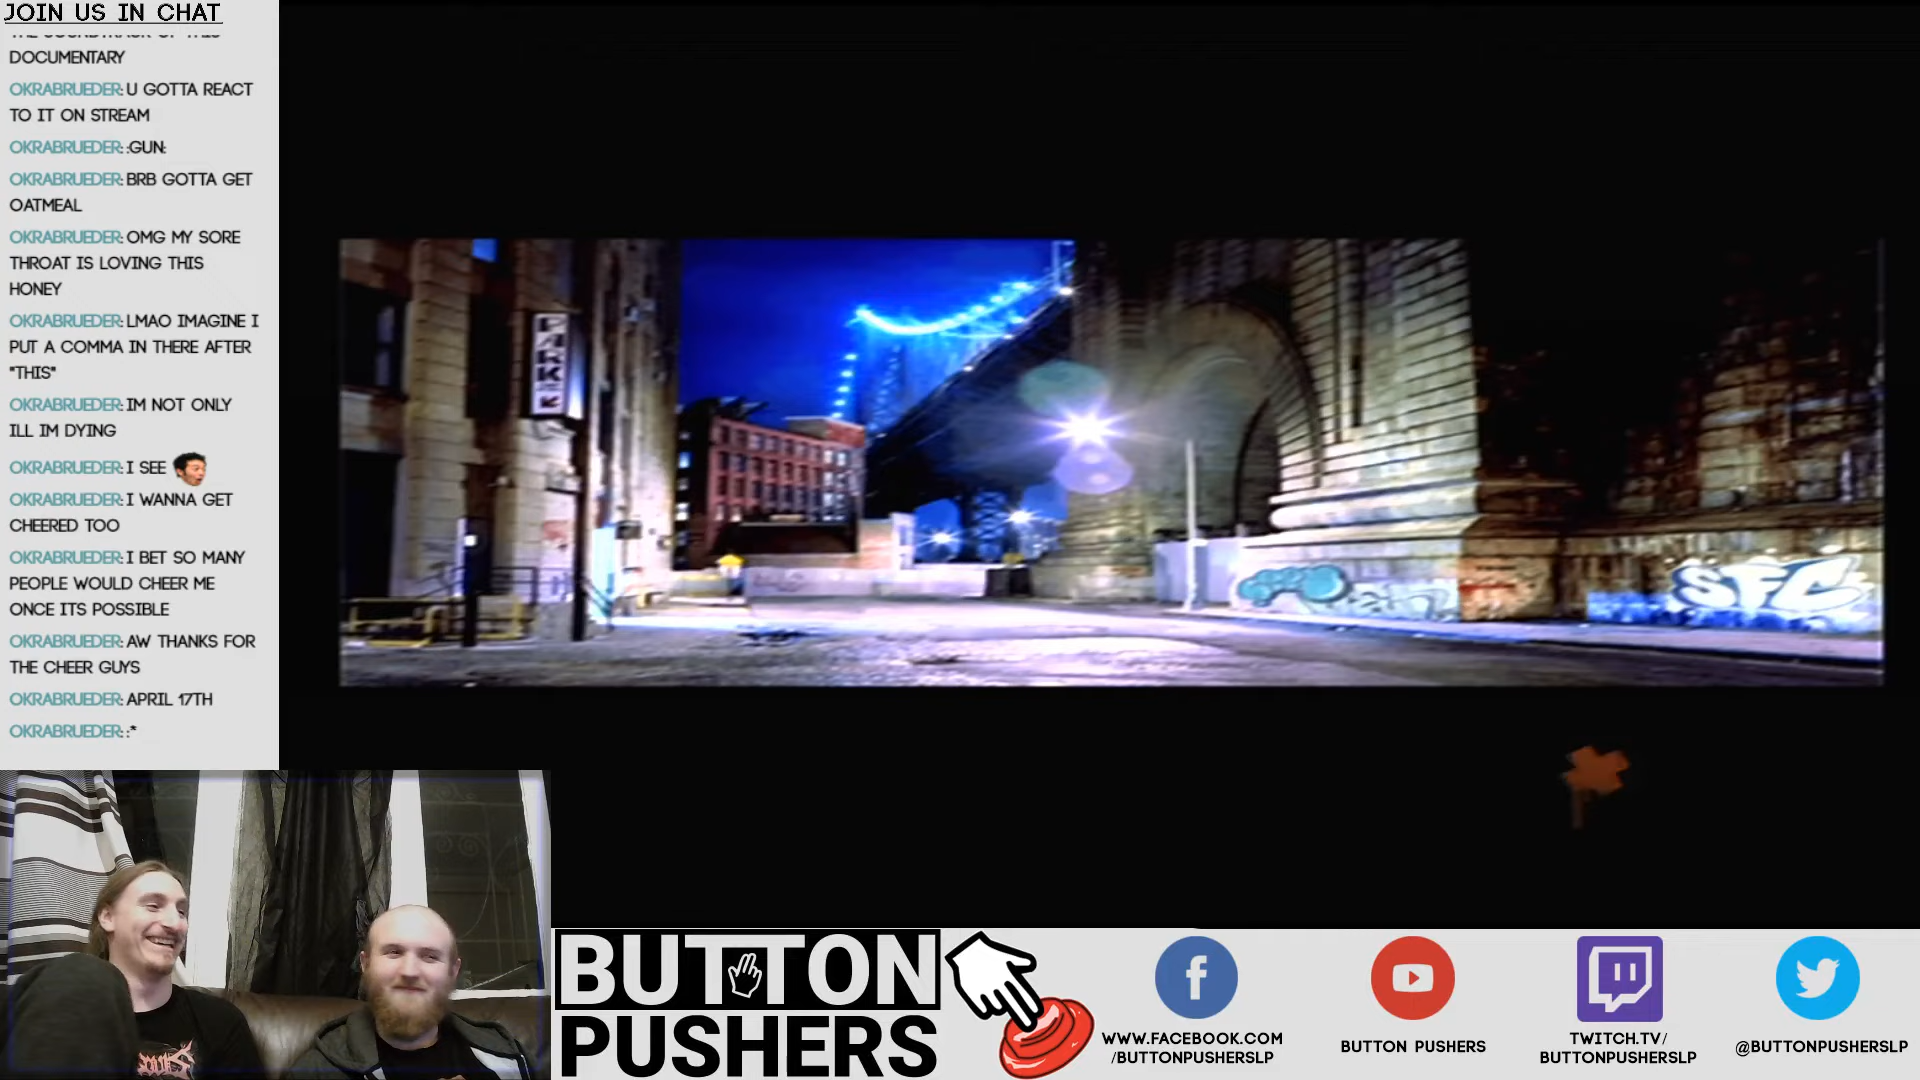 JOIN US IN CHAT
DOCUMENTARY
OKRABRUEDER: U GOTTA REACT
TO IT ON STREAM
OKRABRUEDER: :GUN:
OKRABRUEDER: BRB GOTTA GET
OATMEAL
OKRABRUEDER: OMG MY SORE
THROAT IS LOVING THIS
HONEY
OKRABRUEDER: LMAO IMAGINE I
PUT A COMMA IN THERE AFTER
"THIS"
OKRABRUEDER: IM NOT ONLY
ILL IM DYING
OKRABRUEDER: I SEE
OKRABRUEDER: I WANNA GET
CHEERED TOO
OKRABRUEDER: I BET SO MANY
PEOPLE WOULD CHEER ME
ONCE ITS POSSIBLE
OKRABRUEDER: AW THANKS FOR
THE CHEER GUYS
OKRABRUEDER: APRIL 17TH
OKRABRUEDER: :*
SFC
BUTTON
PUSHERS
WWW.FACEBOOK.COM
/BUTTONPUSHERSLP
BUTTON PUSHERS
TWITCH.TV/
BUTTONPUSHERSLP
@BUTTONPUSHERSLP